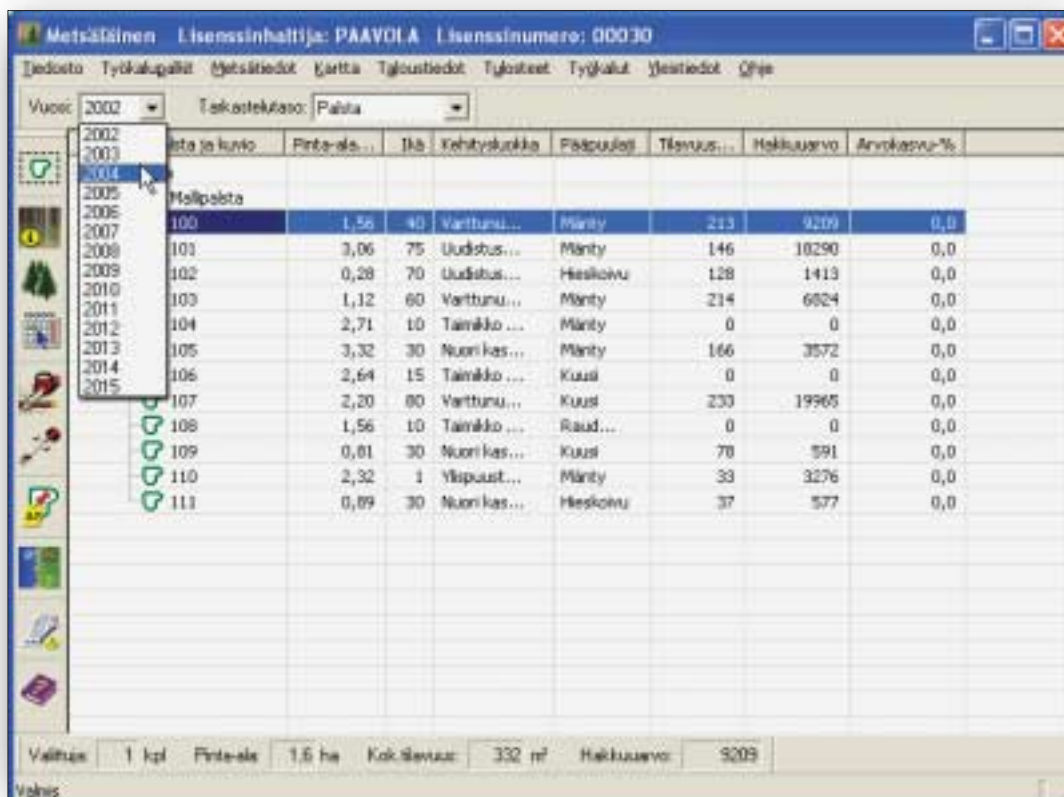 Metsäläinen Lisenssinhaltija: PAAVOLA Lisenssinumero: 00030
Tiedosto Työkalupalkit Metsätiedot Kartta Taloustiedot Tulosteet Työkalut Yleistiedot Ohje
Vuosi: 2002 Tarkastelutaso: Palsta
2002
2003
2004
2005
2006
2007
2008
2009
2010
2011
2012
2013
2014
2015
lsta ja kuvio Pinta-ala... Ikä Kehitysluokka Pääpuulaji Tilavuus... Hakkuuarvo Arvokasvu-%
Mallipalsta
100 1,56 40 Varttunu... Mänty 213 9209 0,0
101 3,06 75 Uudistus... Mänty 146 18290 0,0
102 0,28 70 Uudistus... Hieskoivu 128 1413 0,0
103 1,12 60 Varttunu... Mänty 214 6824 0,0
104 2,71 10 Taimikko ... Mänty 0 0 0,0
105 3,32 30 Nuori kas... Mänty 166 3572 0,0
106 2,64 15 Taimikko ... Kuusi 0 0 0,0
107 2,20 80 Varttunu... Kuusi 233 19965 0,0
108 1,56 10 Taimikko ... Raud... 0 0 0,0
109 0,81 30 Nuori kas... Kuusi 78 591 0,0
110 2,32 1 Ylispuust... Mänty 33 3276 0,0
111 0,89 30 Nuori kas... Hieskoivu 37 577 0,0
Valittuja: 1 kpl Pinta-ala 1.6 ha Kok.tilavuus: 332 m³ Hakkuuarvo: 9209
Valmis